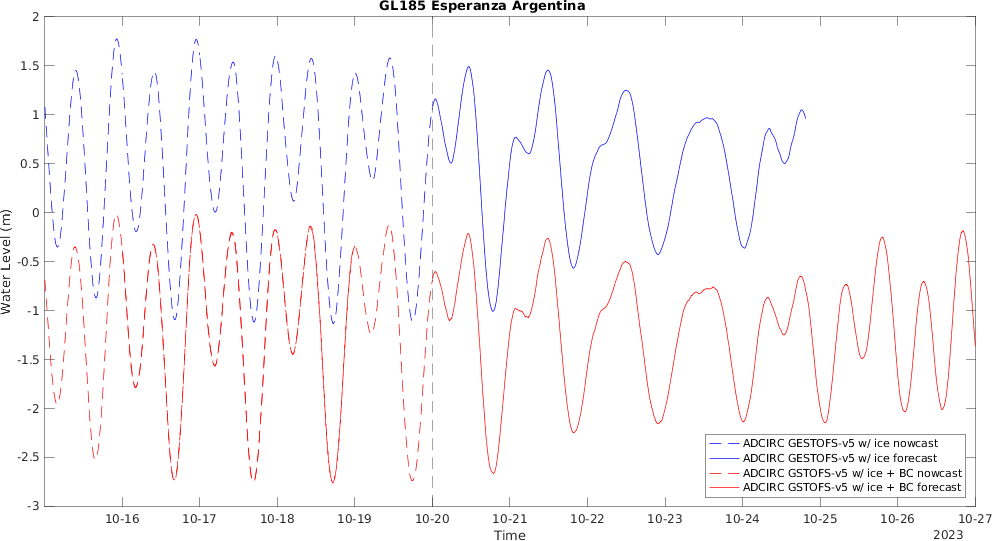 GL185 Esperanza Argentina
Water Level (m)
2
1.5
1
0.5
0
-0.5
-1
-1.5
-2
-2.5
-3
ADCIRC GESTOFS-v5 w/ ice nowcast
ADCIRC GESTOFS-v5 w/ ice forecast
ADCIRC GSTOFS-v5 w/ ice + BC nowcast
ADCIRC GSTOFS-v5 w/ ice + BC forecast
10-16 10-17 10-18 10-19 10-20 10-21 10-22 10-23 10-24 10-25 10-26 10-27
Time
2023